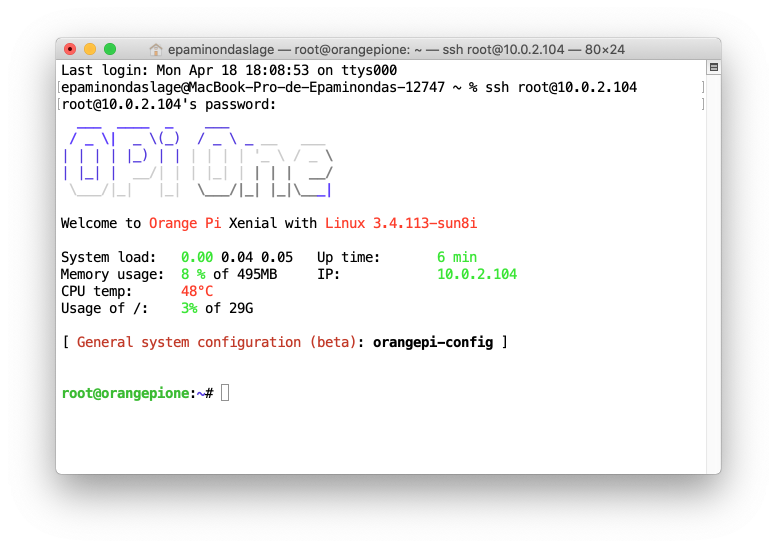 epaminondaslage — root@orangepione: ~ — ssh root@10.0.2.104 — 80×24
Last login: Mon Apr 18 18:08:53 on ttys000
[epaminondaslage@MacBook-Pro-de-Epaminondas-12747 ~ % ssh root@10.0.2.104 ]
[root@10.0.2.104's password: ]
OPi One
Welcome to Orange Pi Xenial with Linux 3.4.113-sun8i
System load: 0.00 0.04 0.05 Up time: 6 min
Memory usage: 8 % of 495MB IP: 10.0.2.104
CPU temp: 48°C
Usage of /: 3% of 29G
[ General system configuration (beta): orangepi-config ]
root@orangepione:~#